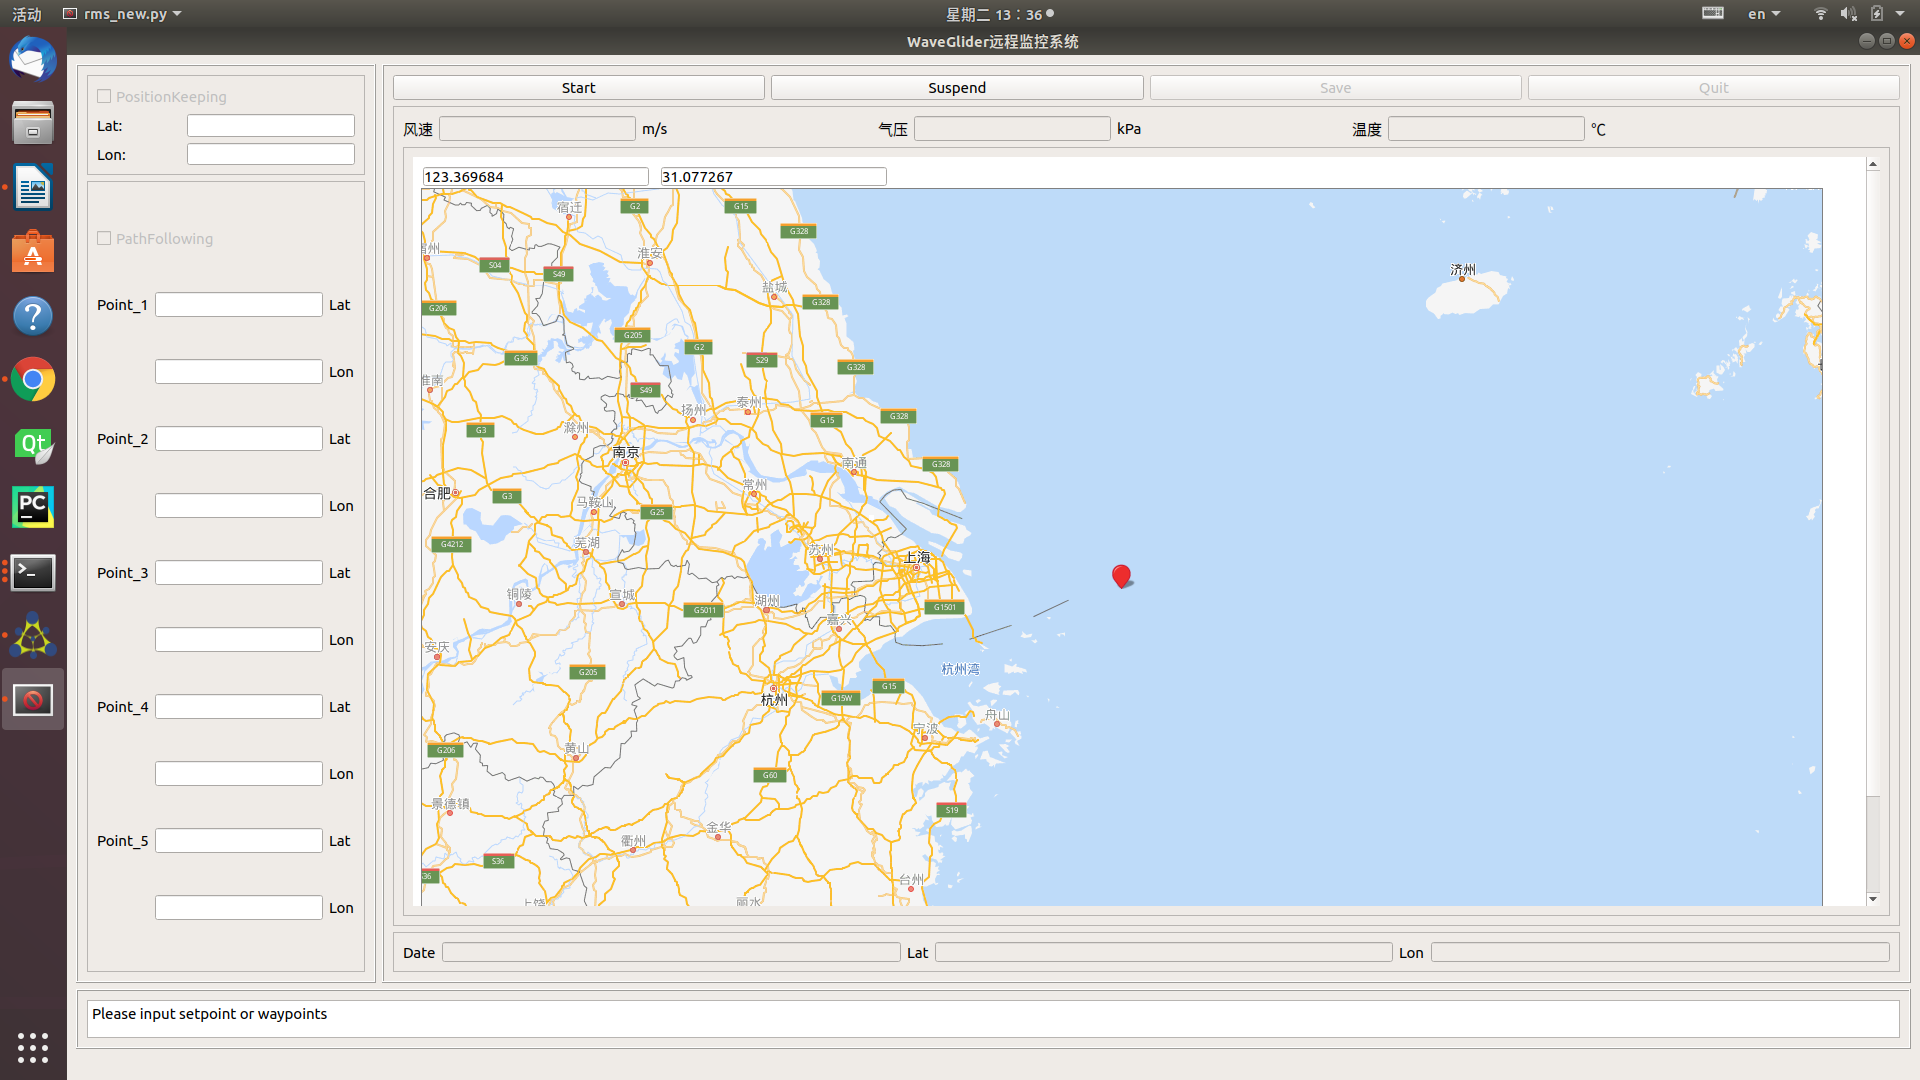 活动 rms_new.py 星期二 13：36 en
WaveGlider远程监控系统
PositionKeeping
Lat:
Lon:
PathFollowing
Point_1 Lat
Lon
Point_2 Lat
Lon
Point_3 Lat
Lon
Point_4 Lat
Lon
Point_5 Lat
Lon
Start Suspend Save Quit
风速 m/s 气压 kPa 温度 ℃
123.369684 31.077267
宿迁 G2 G15
G328
淮安
S04 S49
济州
盐城
G206 G328
G205
G2
G36 S29
G328
淮南
S49
泰州
扬州
G328
G15
滁州
G3
南京
南通 G328
常州
合肥 G3
马鞍山
G25
芜湖
G4212
苏州 上海
铜陵 宣城
湖州
G5011 G1501
嘉兴
安庆
G205 杭州湾
G15
杭州 G15W
舟山
宁波
黄山
G206
G60
景德镇
S19
金华
衢州
S36
台州
Date Lat Lon
Please input setpoint or waypoints